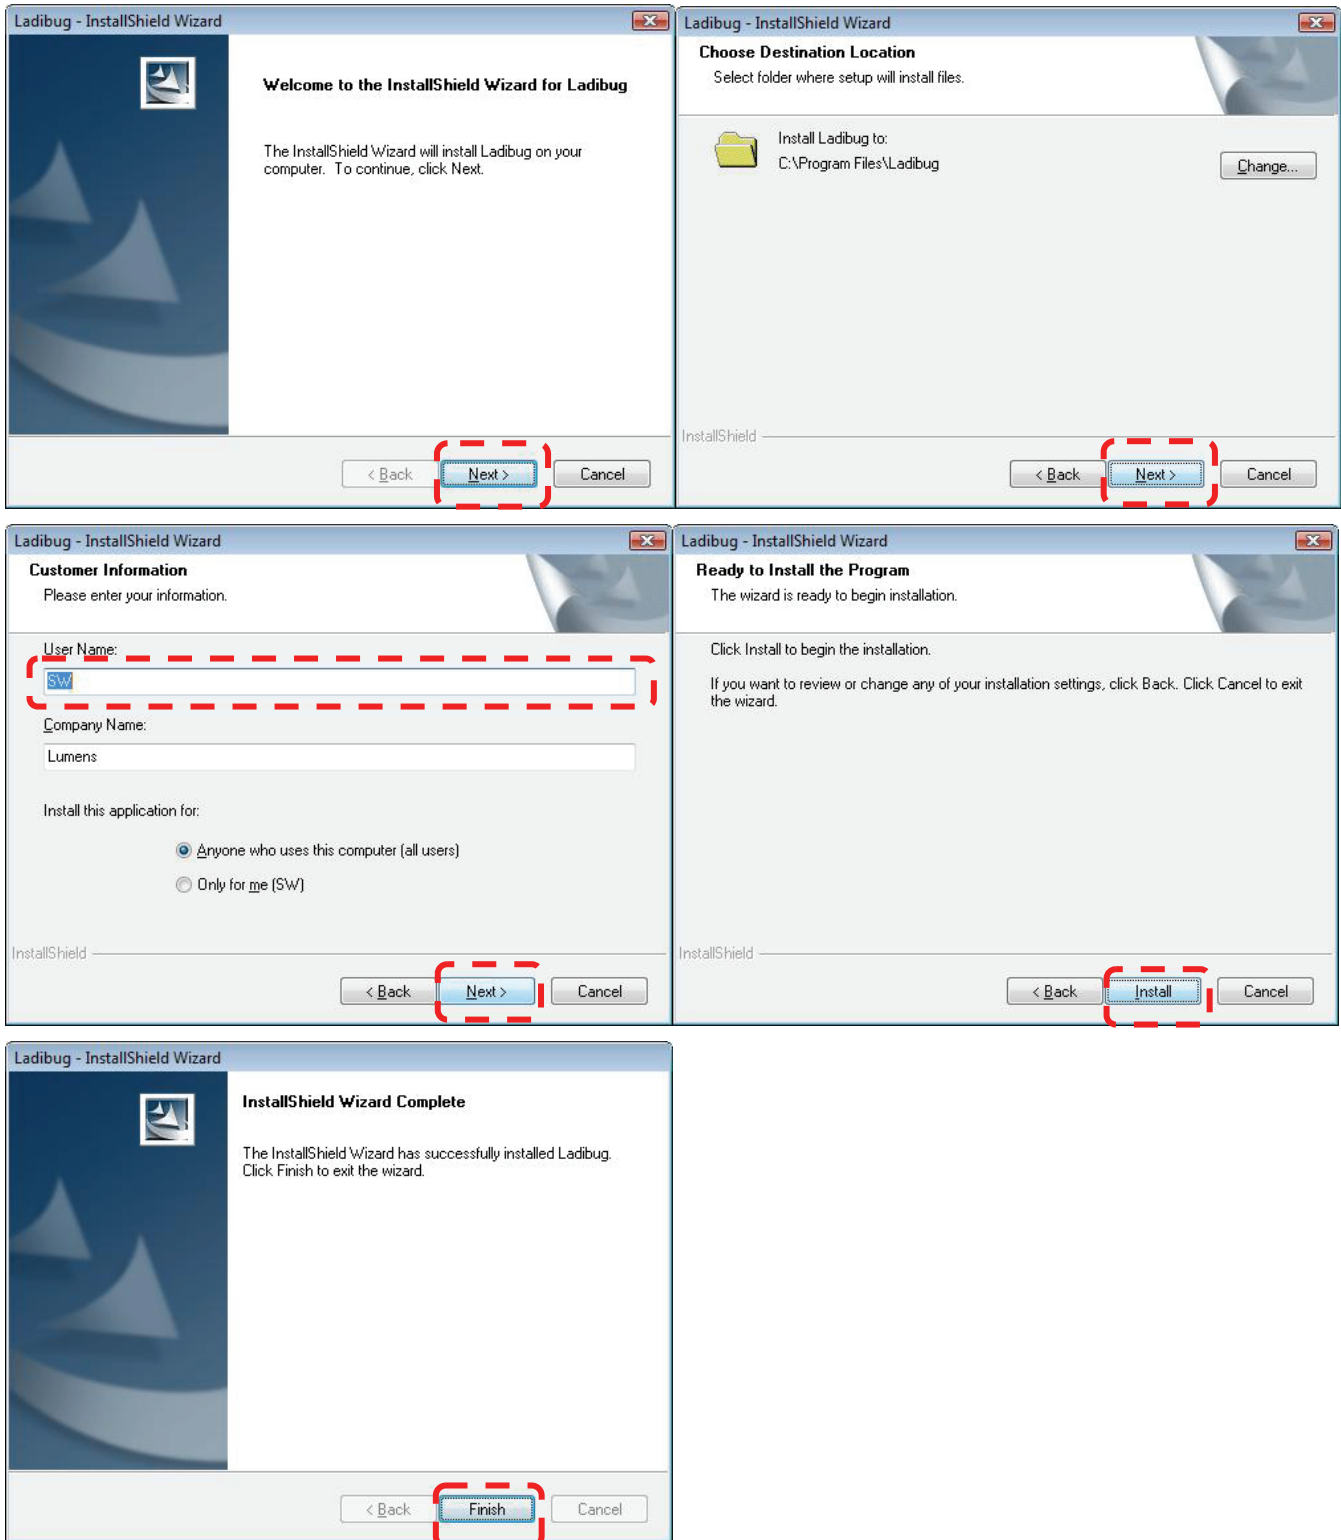 Ladibug - InstallShield Wizard
Welcome to the InstallShield Wizard for Ladibug
The InstallShield Wizard will install Ladibug on your
computer. To continue, click Next.
< Back
Next >
Cancel
Ladibug - InstallShield Wizard
Choose Destination Location
Select folder where setup will install files.
Install Ladibug to:
C:\Program Files\Ladibug
Change...
InstallShield
< Back
Next >
Cancel
Ladibug - InstallShield Wizard
Customer Information
Please enter your information.
User Name:
SW
Company Name:
Lumens
Install this application for:
Anyone who uses this computer (all users)
Only for me (SW)
InstallShield
< Back
Next >
Cancel
Ladibug - InstallShield Wizard
Ready to Install the Program
The wizard is ready to begin installation.
Click Install to begin the installation.
If you want to review or change any of your installation settings, click Back. Click Cancel to exit
the wizard.
InstallShield
< Back
Install
Cancel
Ladibug - InstallShield Wizard
InstallShield Wizard Complete
The InstallShield Wizard has successfully installed Ladibug.
Click Finish to exit the wizard.
< Back
Finish
Cancel